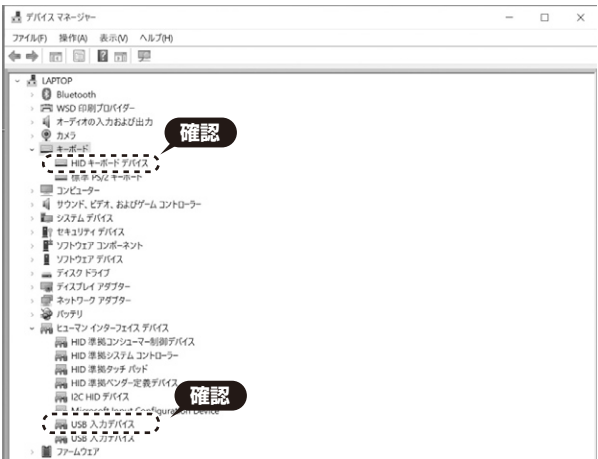 デバイス マネージャー
ファイル(F) 操作(A) 表示(V) ヘルプ(H)
LAPTOP
Bluetooth
WSD 印刷プロバイダー
オーディオの入力および出力
カメラ
確認
キーボード
HID キーボード デバイス
標準 PS/2 キーボード
コンピューター
サウンド、ビデオ、およびゲーム コントローラー
システム デバイス
セキュリティ デバイス
ソフトウェア コンポーネント
ソフトウェア デバイス
ディスク ドライブ
ディスプレイ アダプター
ネットワーク アダプター
バッテリ
ヒューマン インターフェイス デバイス
HID 準拠コンシューマー制御デバイス
HID 準拠システム コントローラー
HID 準拠タッチ パッド
HID 準拠ベンダー定義デバイス
I2C HID デバイス
確認
Microsoft Input Configuration Device
USB 入力デバイス
USB 入力デバイス
ファームウェア